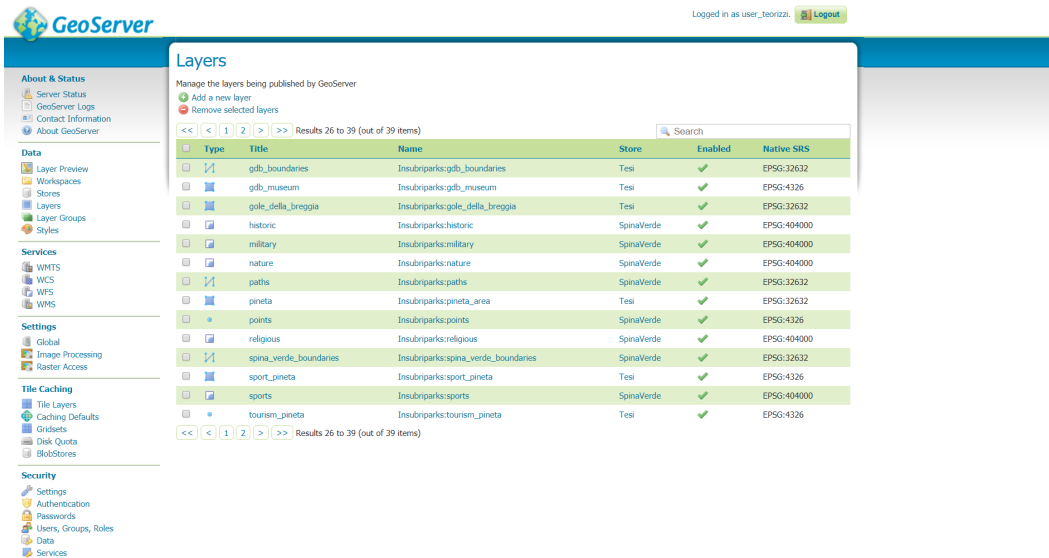 Logged in as user_teorizzi. Logout
GeoServer
About & Status
Server Status
GeoServer Logs
Contact Information
About GeoServer
Data
Layer Preview
Workspaces
Stores
Layers
Layer Groups
Styles
Services
WMTS
WCS
WFS
WMS
Settings
Global
Image Processing
Raster Access
Tile Caching
Tile Layers
Caching Defaults
Gridsets
Disk Quota
BlobStores
Security
Settings
Authentication
Passwords
Users, Groups, Roles
Data
Services
Layers
Manage the layers being published by GeoServer
Add a new layer
Remove selected layers
<< < 1 2 > >> Results 26 to 39 (out of 39 items) Search
Type Title Name Store Enabled Native SRS
gdb_boundaries Insubriparks:gdb_boundaries Tesi EPSG:32632
gdb_museum Insubriparks:gdb_museum Tesi EPSG:4326
gole_della_breggia Insubriparks:gole_della_breggia Tesi EPSG:32632
historic Insubriparks:historic SpinaVerde EPSG:404000
military Insubriparks:military SpinaVerde EPSG:404000
nature Insubriparks:nature SpinaVerde EPSG:404000
paths Insubriparks:paths SpinaVerde EPSG:32632
pineta Insubriparks:pineta_area Tesi EPSG:32632
points Insubriparks:points SpinaVerde EPSG:4326
religious Insubriparks:religious SpinaVerde EPSG:404000
spina_verde_boundaries Insubriparks:spina_verde_boundaries SpinaVerde EPSG:32632
sport_pineta Insubriparks:sport_pineta Tesi EPSG:4326
sports Insubriparks:sports SpinaVerde EPSG:404000
tourism_pineta Insubriparks:tourism_pineta Tesi EPSG:4326
<< < 1 2 > >> Results 26 to 39 (out of 39 items)